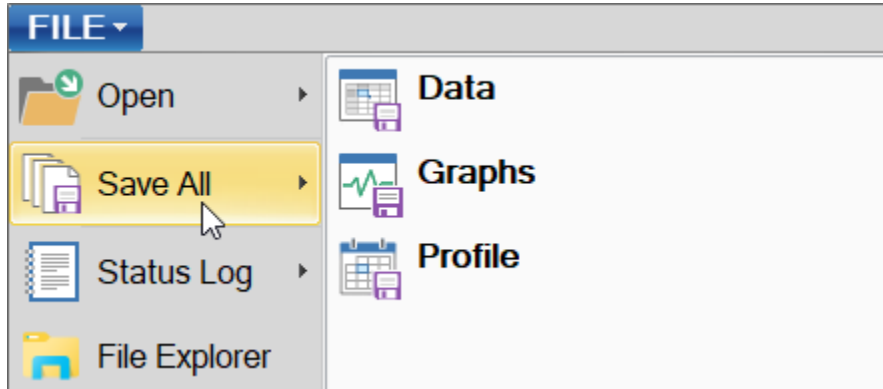 FILE
Open
Save All
Status Log
File Explorer
Data
Graphs
Profile